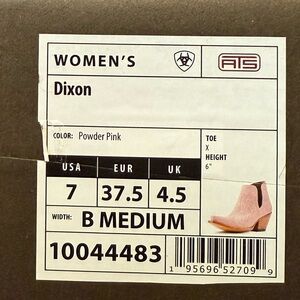 WOMEN'S
ATS
Dixon
COLOR: Powder Pink
TOE
X
HEIGHT
6"
USA EUR UK
7 37.5 4.5
WIDTH: B MEDIUM
10044483
1 95696 52709 9